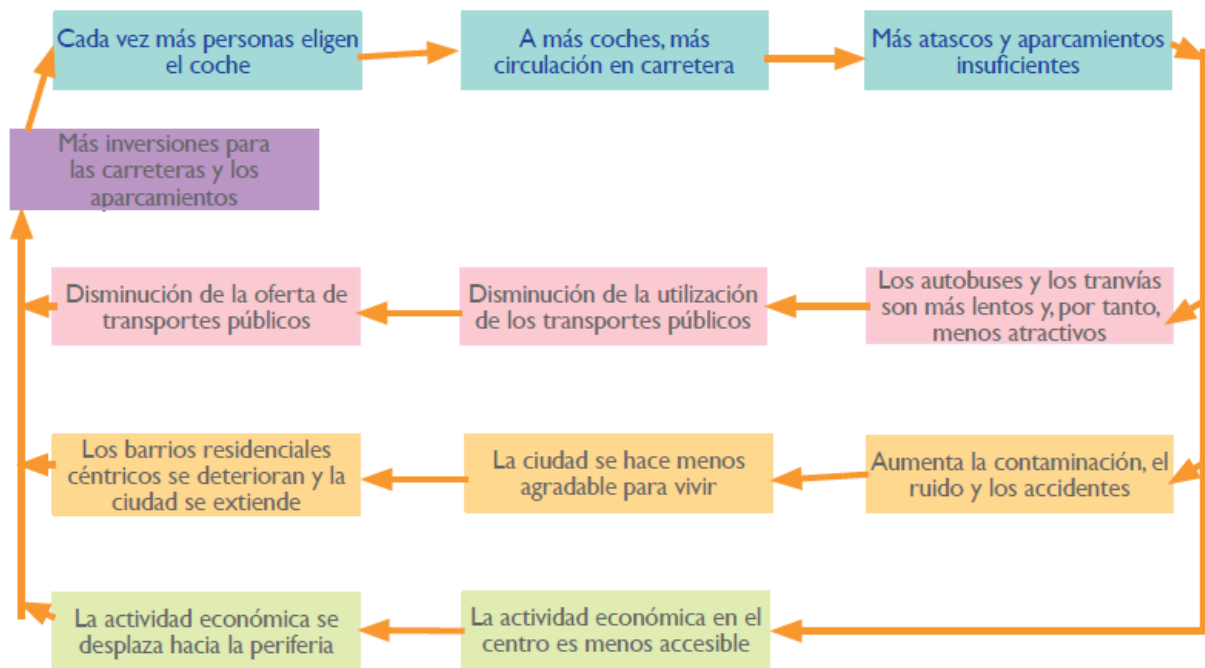 Cada vez más personas eligen
el coche
A más coches, más
circulación en carretera
Más atascos y aparcamientos
insuficientes
Más inversiones para
las carreteras y los
aparcamientos
Disminución de la oferta de
transportes públicos
Disminución de la utilización
de los transportes públicos
Los autobuses y los tranvías
son más lentos y, por tanto,
menos atractivos
Los barrios residenciales
céntricos se deterioran y la
ciudad se extiende
La ciudad se hace menos
agradable para vivir
Aumenta la contaminación, el
ruido y los accidentes
La actividad económica se
desplaza hacia la periferia
La actividad económica en el
centro es menos accesible